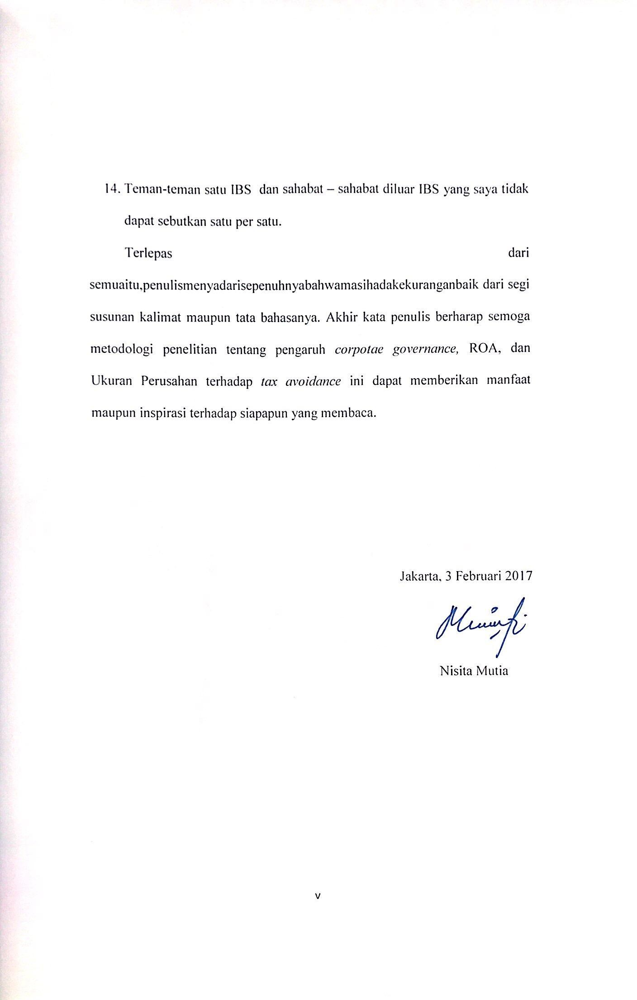 14. Teman-teman satu IBS  dan sahabat – sahabat diluar IBS yang saya tidak
dapat sebutkan satu per satu.
Terlepas dari
semuaitu,penulismenyadarisepenuhnyabahwamasihadakekuranganbaik dari segi
susunan kalimat maupun tata bahasanya. Akhir kata penulis berharap semoga
metodologi penelitian tentang pengaruh corpotae governance, ROA, dan
Ukuran Perusahan terhadap tax avoidance ini dapat memberikan manfaat
maupun inspirasi terhadap siapapun yang membaca.
Jakarta, 3 Februari 2017
Nisita Mutia
v